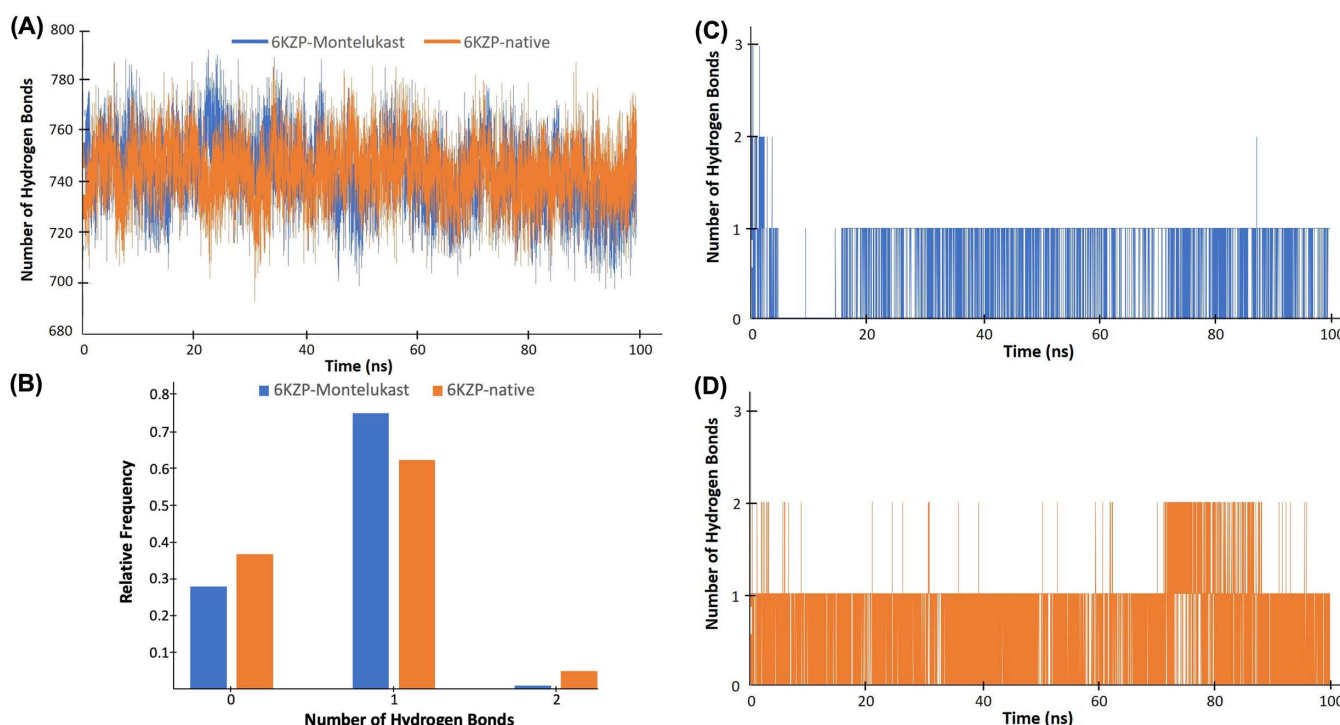 (A)
800
6KZP-Montelukast 6KZP-native
780
760
740
720
700
680
Number of Hydrogen Bonds
0 20 40 60 80 100
Time (ns)
(B)
6KZP-Montelukast 6KZP-native
0.8
0.7
0.6
0.5
0.4
0.3
0.2
0.1
Relative Frequency
0 1 2
Number of Hydrogen Bonds
(C)
3
2
1
0
Number of Hydrogen Bonds
20 40 60 80 100
Time (ns)
(D)
3
2
1
0
Number of Hydrogen Bonds
0 20 40 60 80 100
Time (ns)